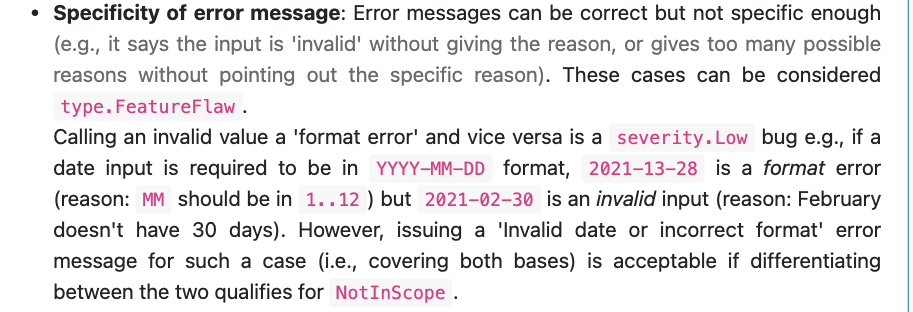 • Specificity of error message: Error messages can be correct but not specific enough
(e.g., it says the input is 'invalid' without giving the reason, or gives too many possible
reasons without pointing out the specific reason). These cases can be considered
type.FeatureFlaw .
Calling an invalid value a 'format error' and vice versa is a severity.Low bug e.g., if a
date input is required to be in YYYY-MM-DD format, 2021-13-28 is a format error
(reason: MM should be in 1..12 ) but 2021-02-30 is an invalid input (reason: February
doesn't have 30 days). However, issuing a 'Invalid date or incorrect format' error
message for such a case (i.e., covering both bases) is acceptable if differentiating
between the two qualifies for NotInScope .